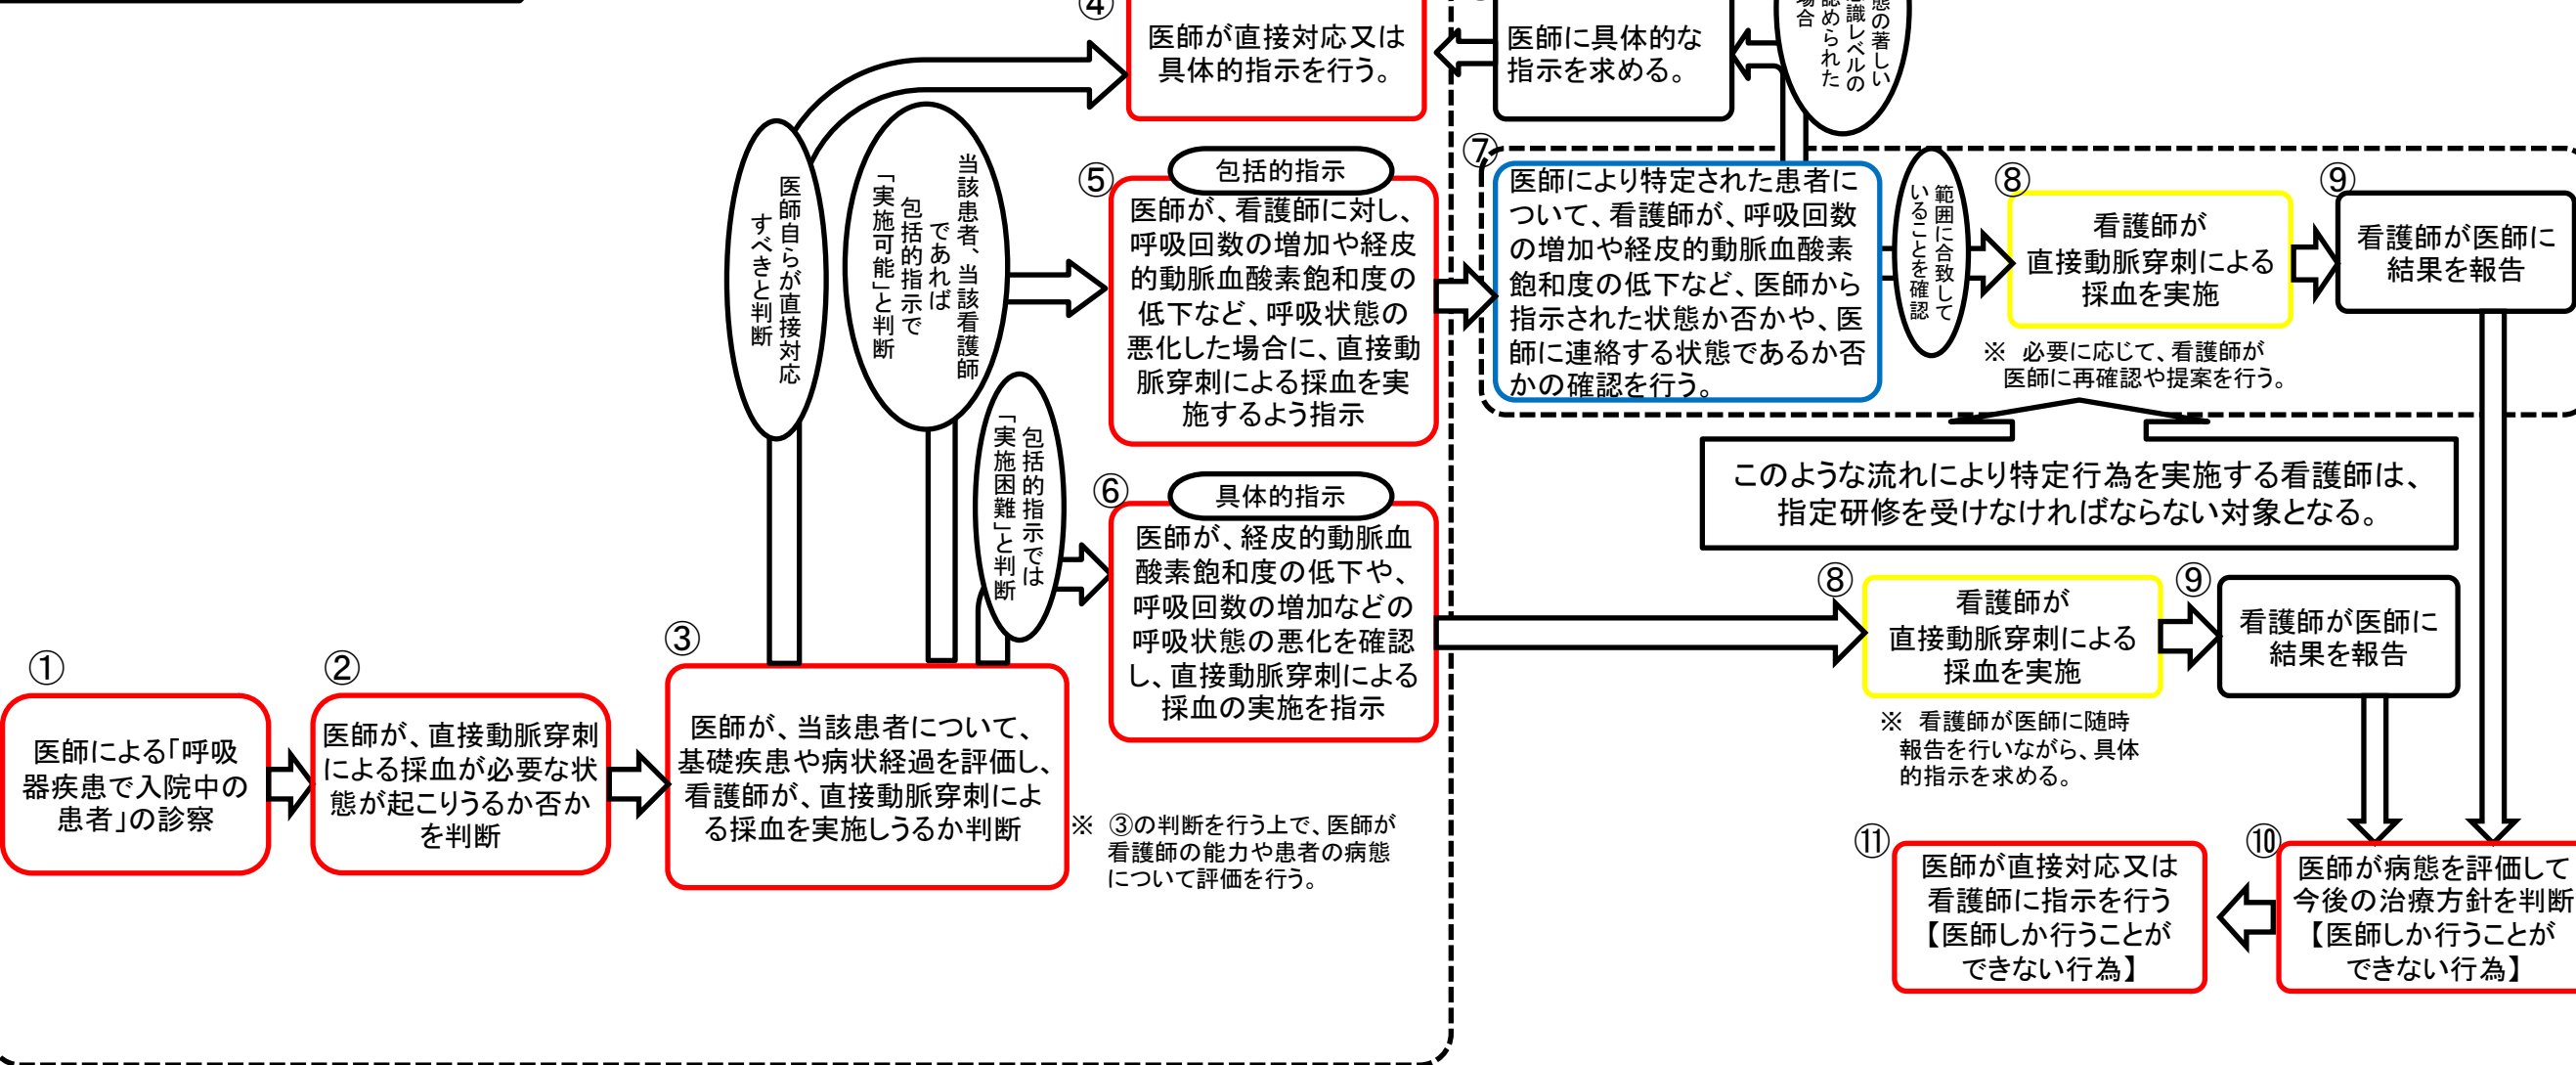 ④
医師が直接対応又は
具体的指示を行う。
医師に具体的な
指示を求める。
態の著しい
識レベルの
認められた
場合
医師自らが直接対応
すべきと判断
当該患者、当該看護師
であれば
包括的指示で
「実施可能」と判断
包括的指示では
「実施困難」と判断
⑤
包括的指示
医師が、看護師に対し、
呼吸回数の増加や経皮
的動脈血酸素飽和度の
低下など、呼吸状態の
悪化した場合に、直接動
脈穿刺による採血を実
施するよう指示
⑦
医師により特定された患者に
ついて、看護師が、呼吸回数
の増加や経皮的動脈血酸素
飽和度の低下など、医師から
指示された状態か否かや、医
師に連絡する状態であるか否
かの確認を行う。
範囲に合致して
いることを確認
⑧
看護師が
直接動脈穿刺による
採血を実施
※ 必要に応じて、看護師が
医師に再確認や提案を行う。
⑨
看護師が医師に
結果を報告
このような流れにより特定行為を実施する看護師は、
指定研修を受けなければならない対象となる。
⑥
具体的指示
医師が、経皮的動脈血
酸素飽和度の低下や、
呼吸回数の増加などの
呼吸状態の悪化を確認
し、直接動脈穿刺による
採血の実施を指示
⑧
看護師が
直接動脈穿刺による
採血を実施
※ 看護師が医師に随時
報告を行いながら、具体
的指示を求める。
⑨
看護師が医師に
結果を報告
①
医師による「呼吸
器疾患で入院中の
患者」の診察
②
医師が、直接動脈穿刺
による採血が必要な状
態が起こりうるか否か
を判断
③
医師が、当該患者について、
基礎疾患や病状経過を評価し、
看護師が、直接動脈穿刺によ
る採血を実施しうるか判断
※ ③の判断を行う上で、医師が
看護師の能力や患者の病態
について評価を行う。
⑪
医師が直接対応又は
看護師に指示を行う
【医師しか行うことが
できない行為】
⑩
医師が病態を評価して
今後の治療方針を判断
【医師しか行うことが
できない行為】